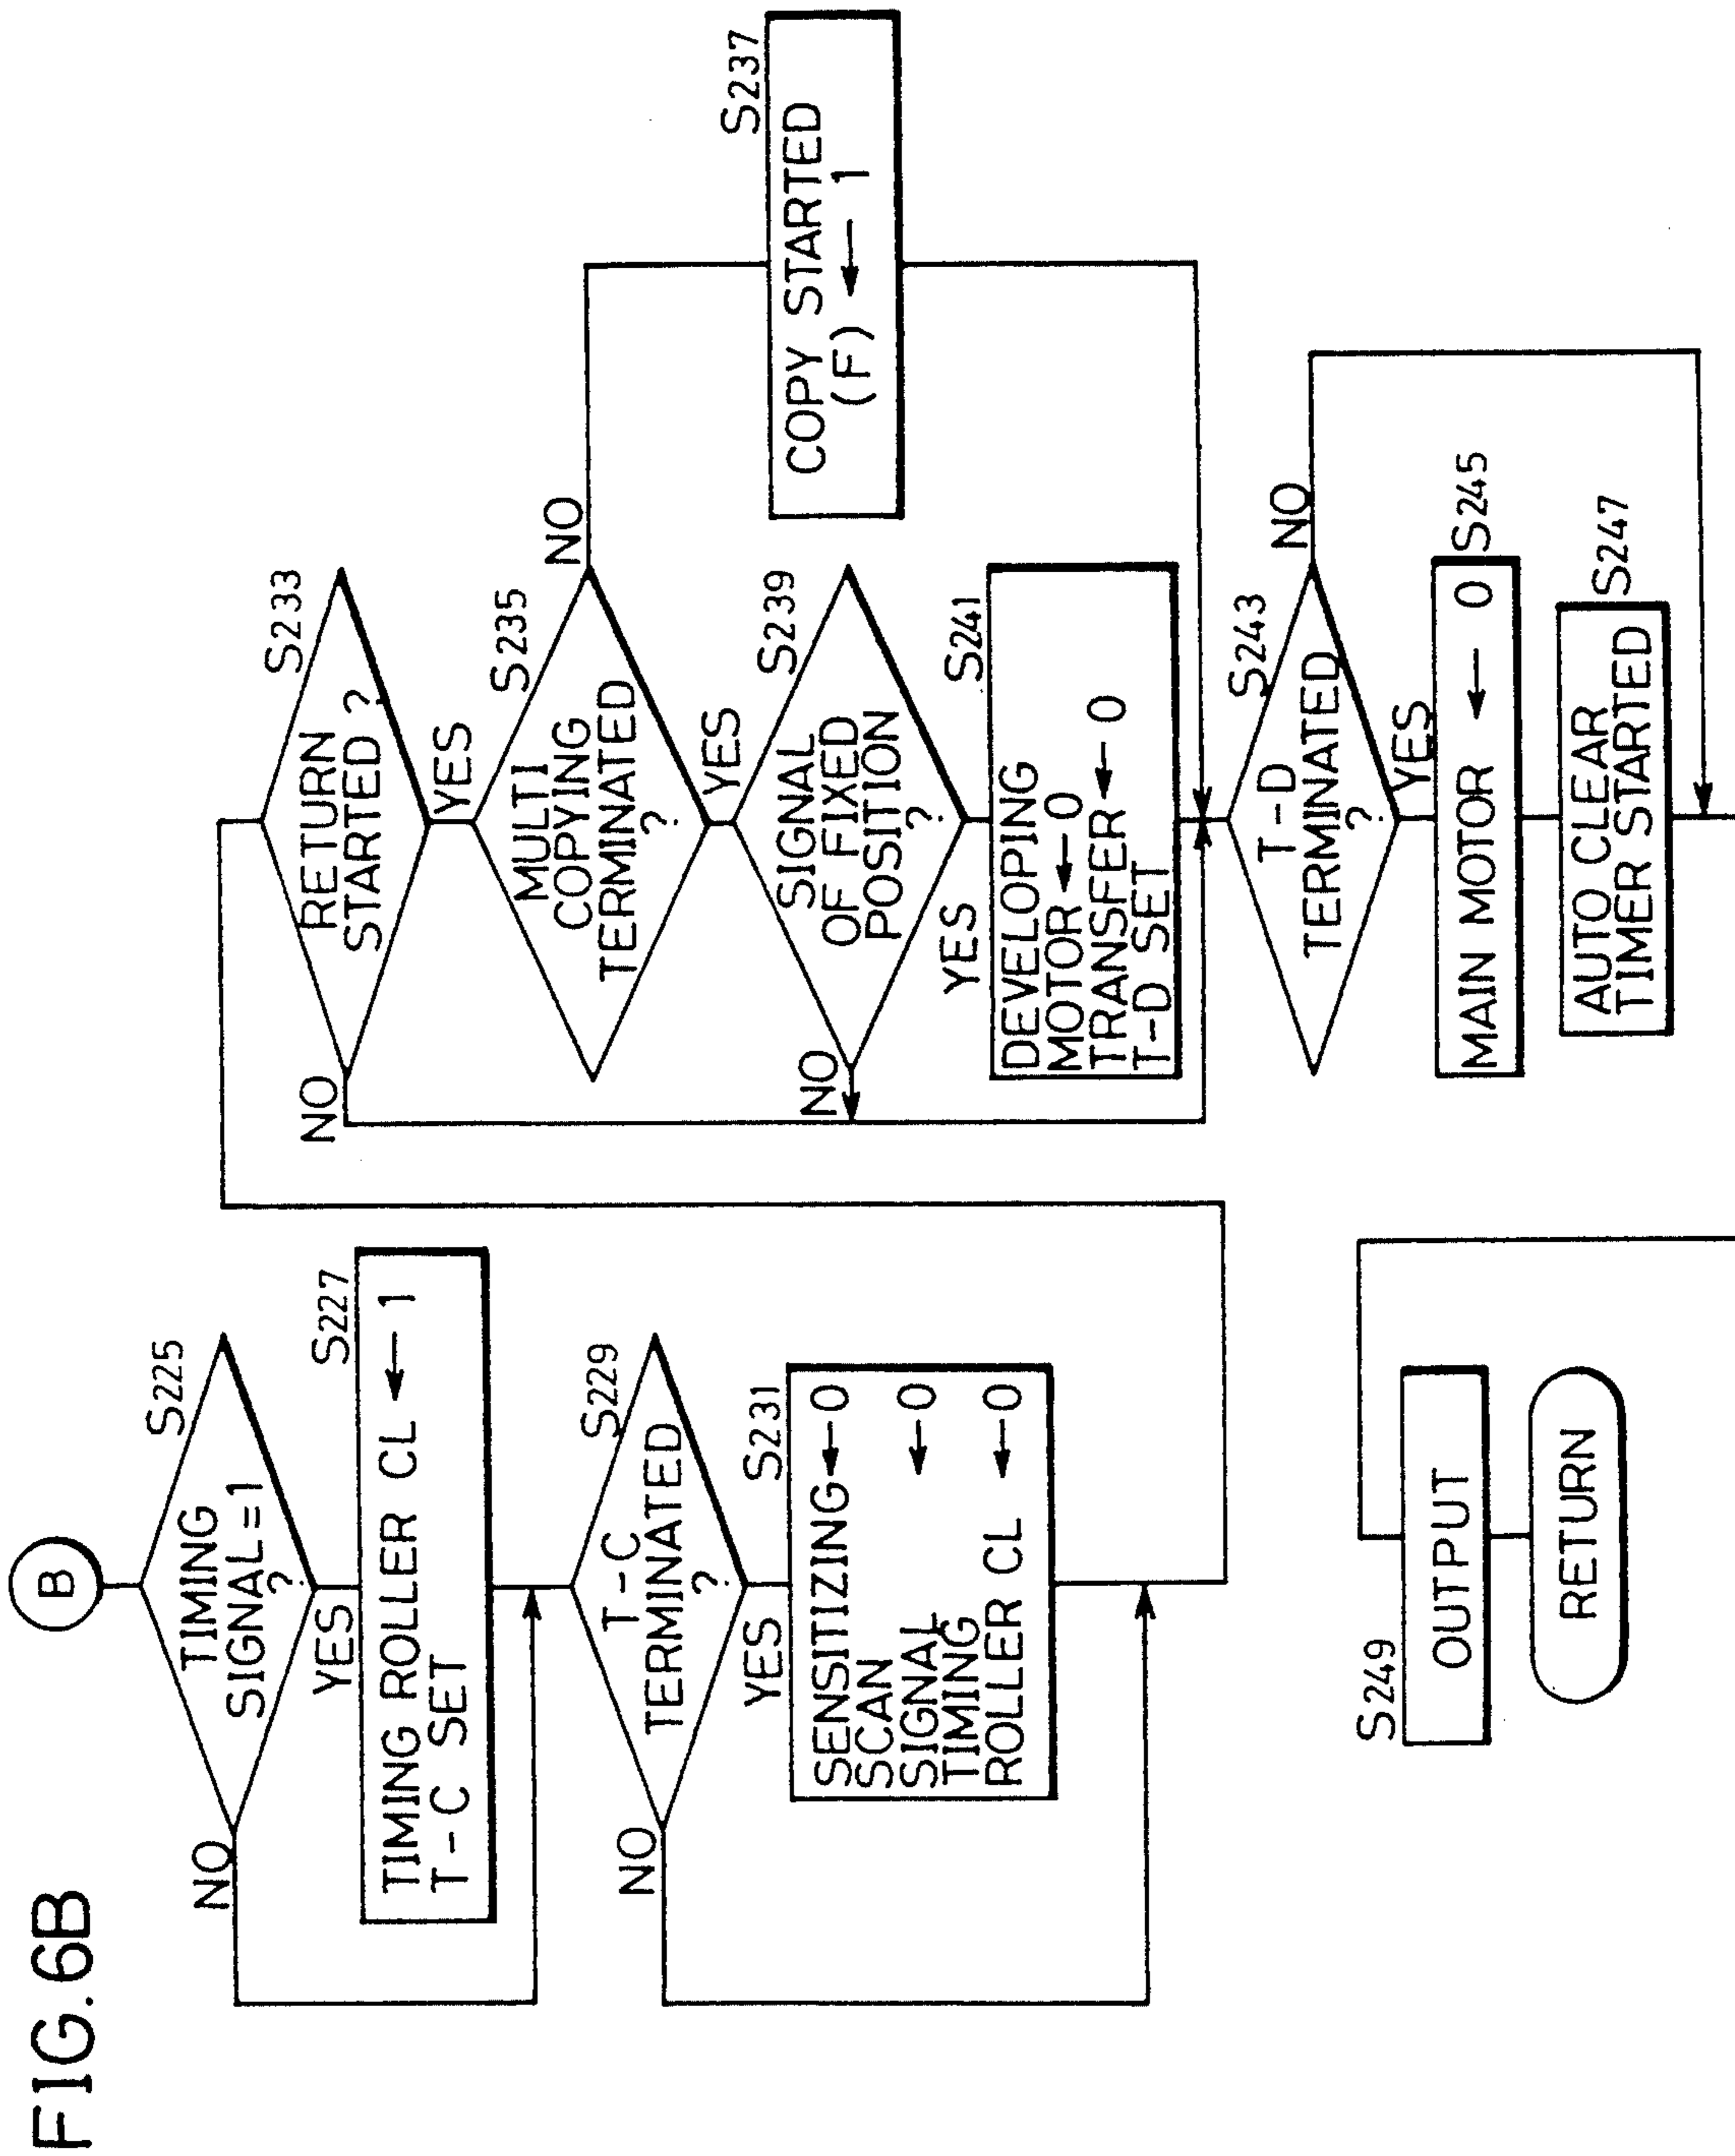 FIG. 6B
B
TIMING
SIGNAL=1
?
S225
NO
YES
S227
TIMING ROLLER CL ← 1
T-C SET
T-C
TERMINATED
?
S229
NO
YES
S231
SENSITIZING←0
SCAN
SIGNAL ←0
TIMING
ROLLER CL ←0
RETURN
STARTED ?
S233
NO
YES
MULTI
COPYING
TERMINATED
?
S235
NO
YES
S237
COPY STARTED
(F) ← 1
SIGNAL
OF FIXED
POSITION
?
S239
NO
YES
S241
DEVELOPING
MOTOR←0
TRANSFER←0
T-D SET
T-D
TERMINATED
?
S243
NO
YES
MAIN MOTOR ← 0
S245
AUTO CLEAR
TIMER STARTED
S247
S249
OUTPUT
RETURN